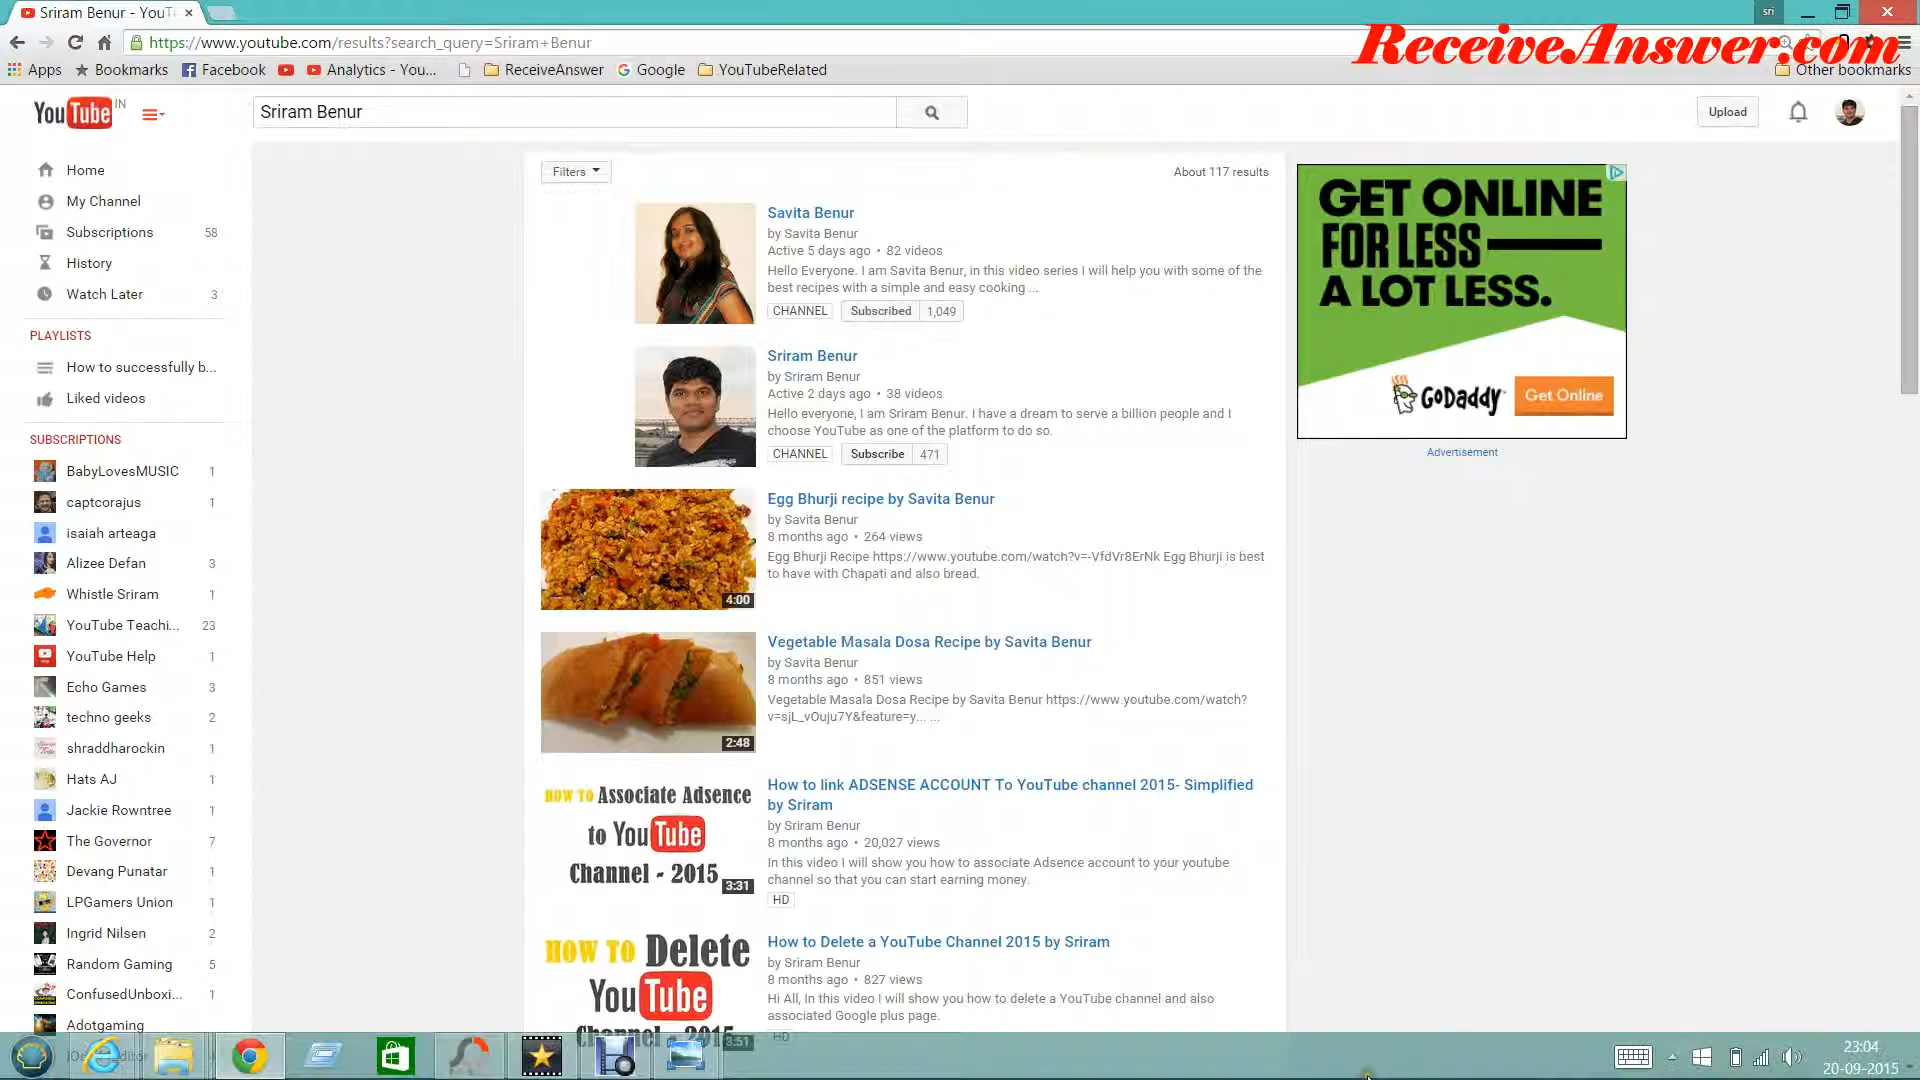 Sriram Benur - YouT
sri
https://www.youtube.com/results?search_query=Sriram+Benur
ReceiveAnswer.com
Apps
Bookmarks
Facebook
Analytics - You...
ReceiveAnswer
Google
YouTubeRelated
Other bookmarks
YouTube IN
Sriram Benur
Upload
Home
My Channel
Subscriptions 58
History
Watch Later 3
PLAYLISTS
How to successfully b...
Liked videos
SUBSCRIPTIONS
BabyLovesMUSIC 1
captcorajus 1
isaiah arteaga
Alizee Defan 3
Whistle Sriram 1
YouTube Teachi... 23
YouTube Help 1
Echo Games 3
techno geeks 2
shraddharockin 1
Hats AJ 1
Jackie Rowntree 1
The Governor 7
Devang Punatar 1
LPGamers Union 1
Ingrid Nilsen 2
Random Gaming 5
ConfusedUnboxi... 1
Adotgaming
Filters
About 117 results
Savita Benur
by Savita Benur
Active 5 days ago • 82 videos
Hello Everyone. I am Savita Benur, in this video series I will help you with some of the
best recipes with a simple and easy cooking ...
CHANNEL Subscribed 1,049
Sriram Benur
by Sriram Benur
Active 2 days ago • 38 videos
Hello everyone, I am Sriram Benur. I have a dream to serve a billion people and I
choose YouTube as one of the platform to do so.
CHANNEL Subscribe 471
Egg Bhurji recipe by Savita Benur
by Savita Benur
8 months ago • 264 views
Egg Bhurji Recipe https://www.youtube.com/watch?v=-VfdVr8ErNk Egg Bhurji is best
to have with Chapati and also bread.
4:00
Vegetable Masala Dosa Recipe by Savita Benur
by Savita Benur
8 months ago • 851 views
Vegetable Masala Dosa Recipe by Savita Benur https://www.youtube.com/watch?
v=sjL_vOuju7Y&feature=y... ...
2:48
HOW TO Associate Adsence
to YouTube
Channel - 2015
3:31
How to link ADSENSE ACCOUNT To YouTube channel 2015- Simplified
by Sriram
by Sriram Benur
8 months ago • 20,027 views
In this video I will show you how to associate Adsence account to your youtube
channel so that you can start earning money.
HD
HOW TO Delete
YouTube
Channel - 2015
3:51
How to Delete a YouTube Channel 2015 by Sriram
by Sriram Benur
8 months ago • 827 views
Hi All, In this video I will show you how to delete a YouTube channel and also
associated Google plus page.
HD
GET ONLINE
FOR LESS
A LOT LESS.
GoDaddy
Get Online
Advertisement
23:04
20-09-2015